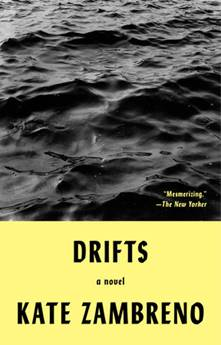 "Mesmerizing."
—The New Yorker
DRIFTS
a novel
KATE ZAMBRENO